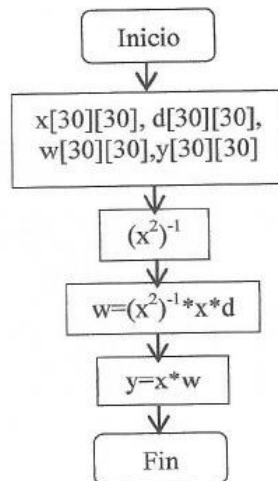 Inicio
x[30][30], d[30][30],
w[30][30],y[30][30]
(x²)⁻¹
w=(x²)⁻¹*x*d
y=x*w
Fin